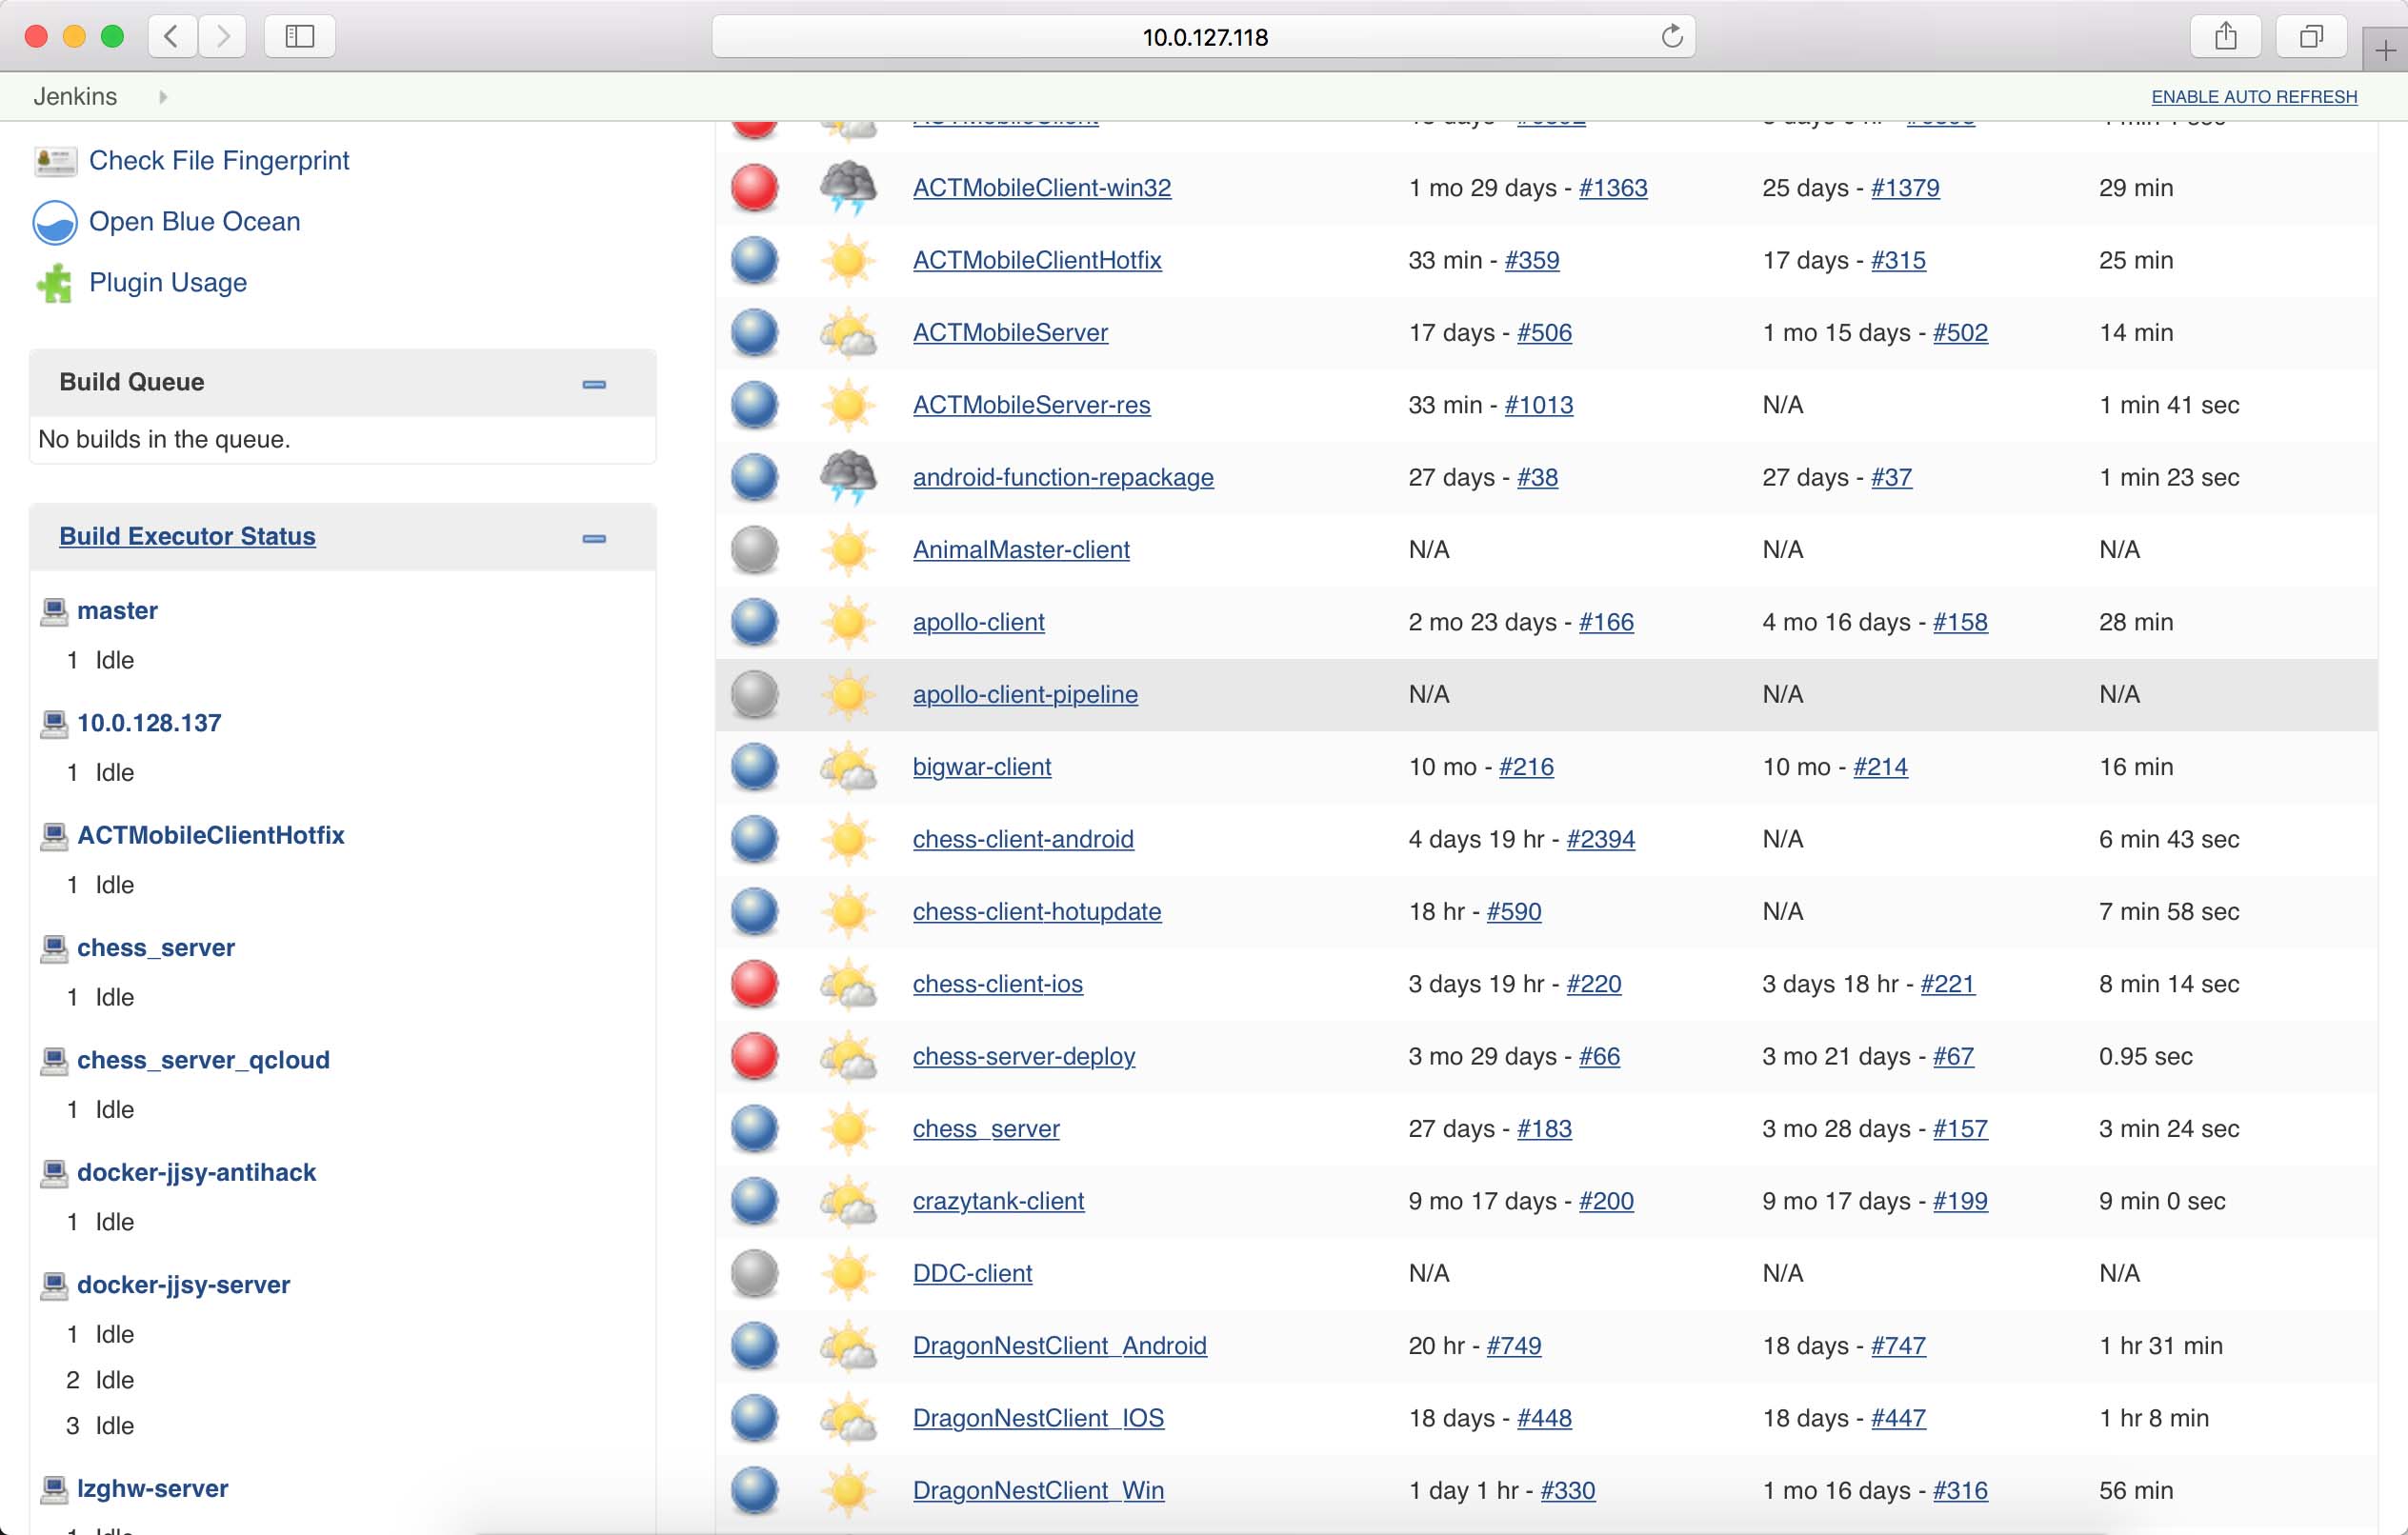 10.0.127.118
Jenkins
ENABLE AUTO REFRESH
Check File Fingerprint
Open Blue Ocean
Plugin Usage
Build Queue
No builds in the queue.
Build Executor Status
master
1 Idle
10.0.128.137
1 Idle
ACTMobileClientHotfix
1 Idle
chess_server
1 Idle
chess_server_qcloud
1 Idle
docker-jjsy-antihack
1 Idle
docker-jjsy-server
1 Idle
2 Idle
3 Idle
lzghw-server
ACTMobileClient-win32 1 mo 29 days - #1363 25 days - #1379 29 min
ACTMobileClientHotfix 33 min - #359 17 days - #315 25 min
ACTMobileServer 17 days - #506 1 mo 15 days - #502 14 min
ACTMobileServer-res 33 min - #1013 N/A 1 min 41 sec
android-function-repackage 27 days - #38 27 days - #37 1 min 23 sec
AnimalMaster-client N/A N/A N/A
apollo-client 2 mo 23 days - #166 4 mo 16 days - #158 28 min
apollo-client-pipeline N/A N/A N/A
bigwar-client 10 mo - #216 10 mo - #214 16 min
chess-client-android 4 days 19 hr - #2394 N/A 6 min 43 sec
chess-client-hotupdate 18 hr - #590 N/A 7 min 58 sec
chess-client-ios 3 days 19 hr - #220 3 days 18 hr - #221 8 min 14 sec
chess-server-deploy 3 mo 29 days - #66 3 mo 21 days - #67 0.95 sec
chess_server 27 days - #183 3 mo 28 days - #157 3 min 24 sec
crazytank-client 9 mo 17 days - #200 9 mo 17 days - #199 9 min 0 sec
DDC-client N/A N/A N/A
DragonNestClient_Android 20 hr - #749 18 days - #747 1 hr 31 min
DragonNestClient_IOS 18 days - #448 18 days - #447 1 hr 8 min
DragonNestClient_Win 1 day 1 hr - #330 1 mo 16 days - #316 56 min